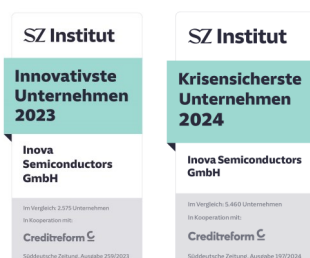 SZ Institut
Innovativste
Unternehmen
2023
Inova
Semiconductors
GmbH
Im Vergleich: 2.575 Unternehmen
In Kooperation mit:
Creditreform
Süddeutsche Zeitung, Ausgabe 259/2023
SZ Institut
Krisensicherste
Unternehmen
2024
Inova Semiconductors
GmbH
Im Vergleich: 5.460 Unternehmen
In Kooperation mit:
Creditreform
Süddeutsche Zeitung, Ausgabe 197/2024